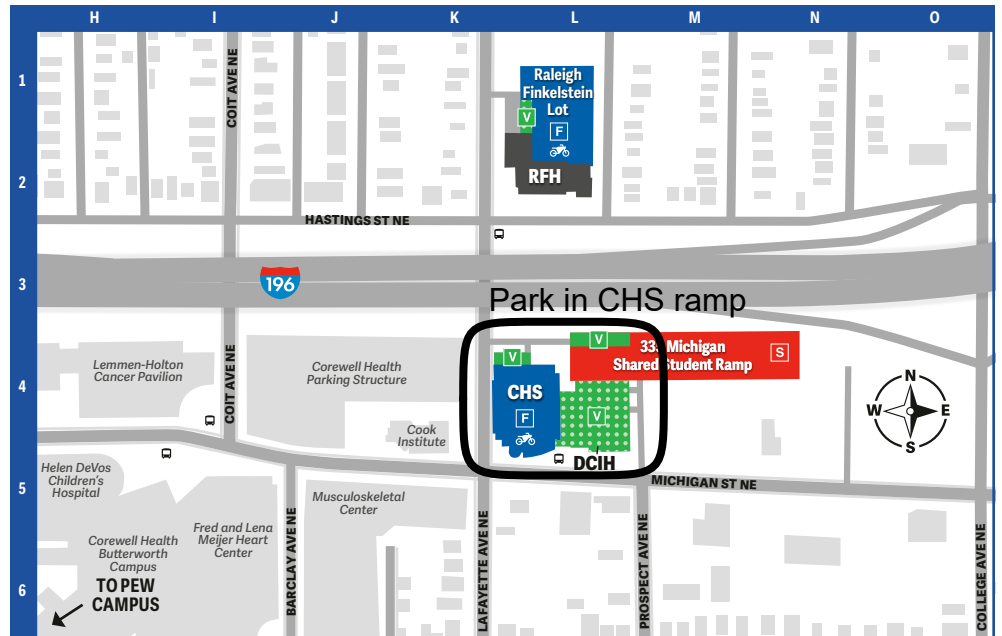 H I J K L M N O
1
COIT AVE NE
Raleigh
Finkelstein
Lot
V
F
RFH
2
HASTINGS ST NE
3
196
Park in CHS ramp
4
Lemmen-Holton
Cancer Pavilion
COIT AVE NE
Corewell Health
Parking Structure
Cook
Institute
V
CHS
F
V
Shared Student Ramp
S
V
DCIH
N
W E
S
5
MICHIGAN ST NE
Helen DeVos
Children's
Hospital
Corewell Health
Butterworth
Campus
Fred and Lena
Meijer Heart
Center
Musculoskeletal
Center
BARCLAY AVE NE
LAFAYETTE AVE NE
PROSPECT AVE NE
COLLEGE AVE NE
6
TO PEW
CAMPUS